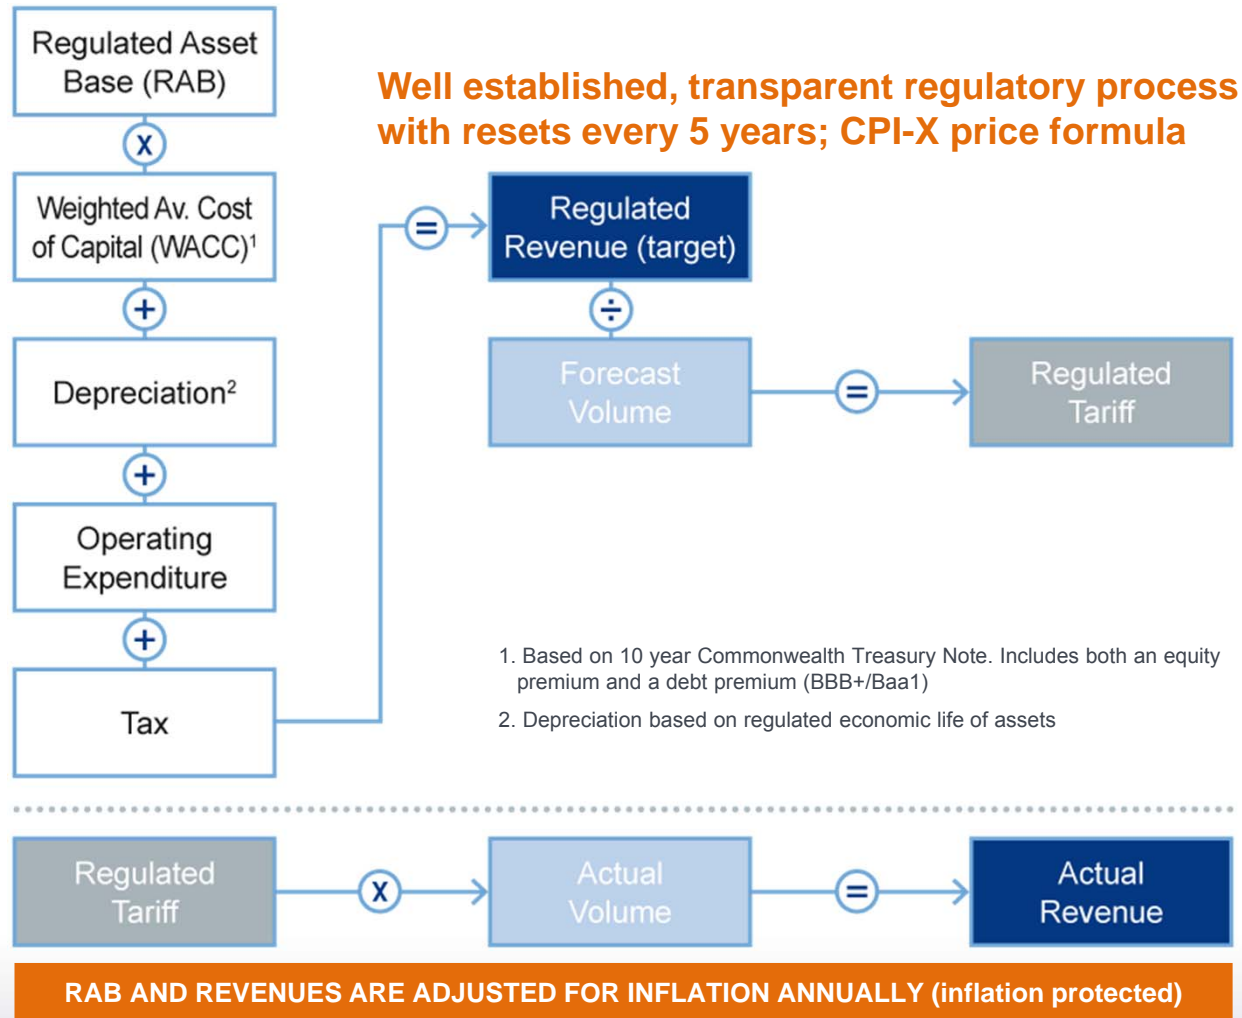 Regulated Asset
Base (RAB)
Well established, transparent regulatory process
with resets every 5 years; CPI-X price formula
x
Weighted Av. Cost
of Capital (WACC)¹
=
Regulated
Revenue (target)
+
÷
Depreciation²
Forecast
Volume
=
Regulated
Tariff
+
Operating
Expenditure
+
Tax
1. Based on 10 year Commonwealth Treasury Note. Includes both an equity
premium and a debt premium (BBB+/Baa1)
2. Depreciation based on regulated economic life of assets
Regulated
Tariff
x
Actual
Volume
=
Actual
Revenue
RAB AND REVENUES ARE ADJUSTED FOR INFLATION ANNUALLY (inflation protected)